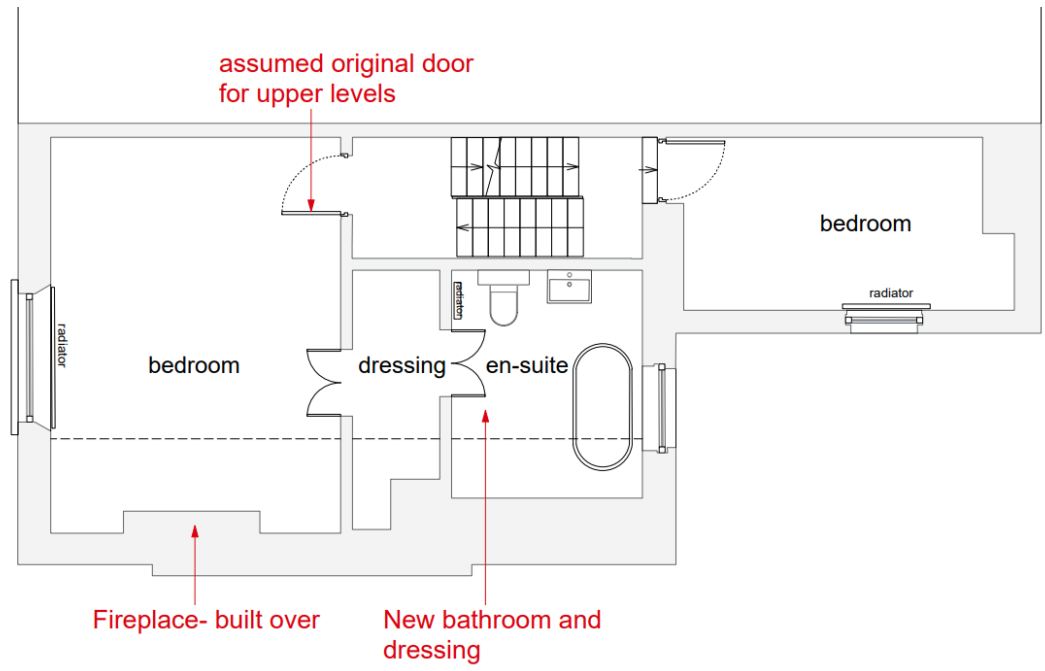 assumed original door
for upper levels
bedroom
radiator
radiator
radiator
bedroom
dressing
en-suite
Fireplace- built over
New bathroom and
dressing